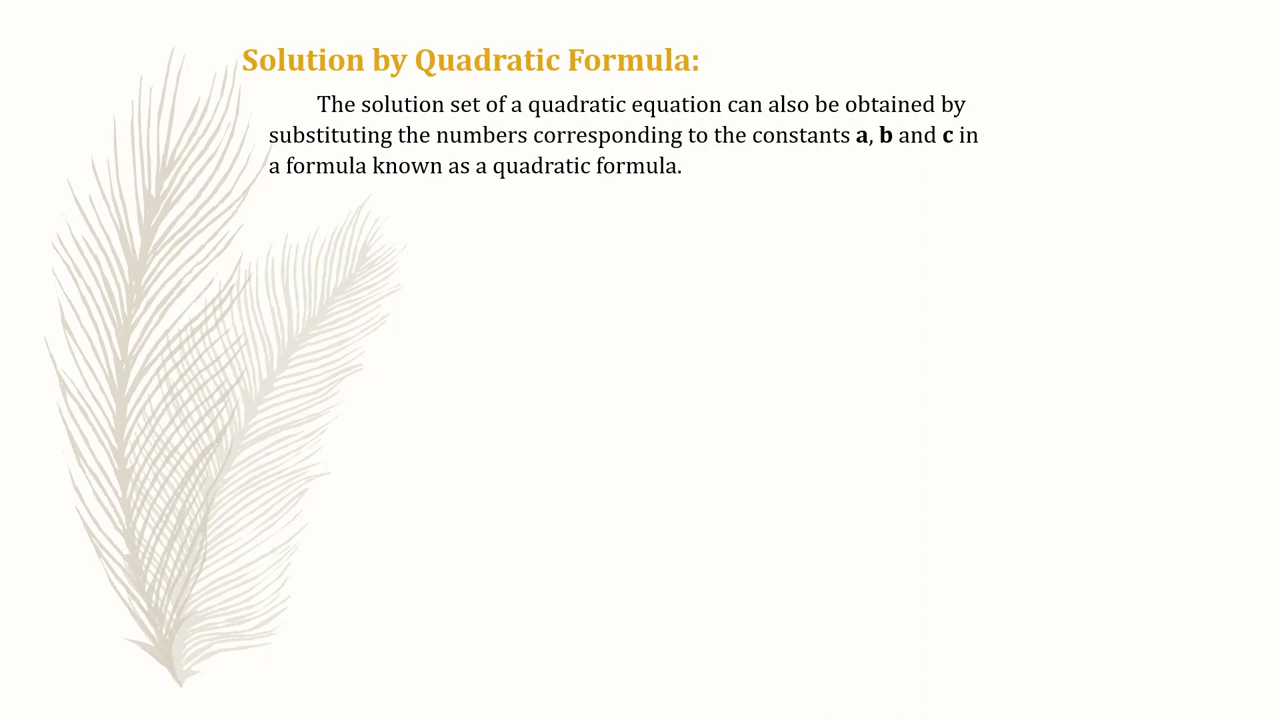 Solution by Quadratic Formula:
The solution set of a quadratic equation can also be obtained by
substituting the numbers corresponding to the constants a, b and c in
a formula known as a quadratic formula.